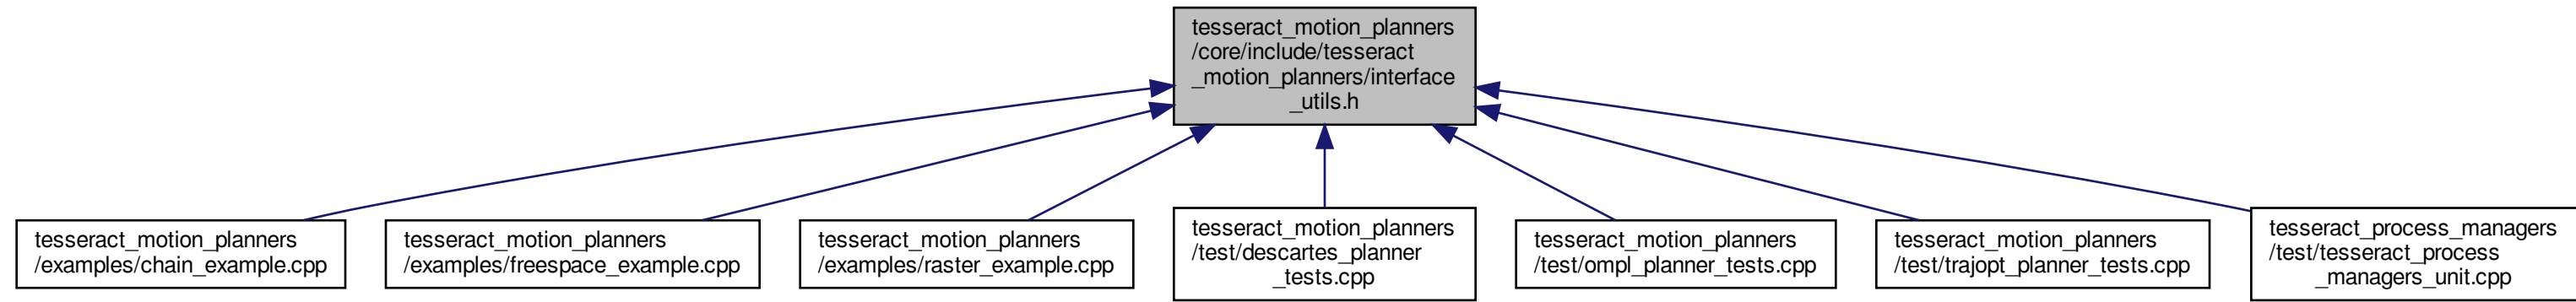 tesseract_motion_planners
/core/include/tesseract
_motion_planners/interface
_utils.h
tesseract_motion_planners
/examples/chain_example.cpp
tesseract_motion_planners
/examples/freespace_example.cpp
tesseract_motion_planners
/examples/raster_example.cpp
tesseract_motion_planners
/test/descartes_planner
_tests.cpp
tesseract_motion_planners
/test/ompl_planner_tests.cpp
tesseract_motion_planners
/test/trajopt_planner_tests.cpp
tesseract_process_managers
/test/tesseract_process
_managers_unit.cpp